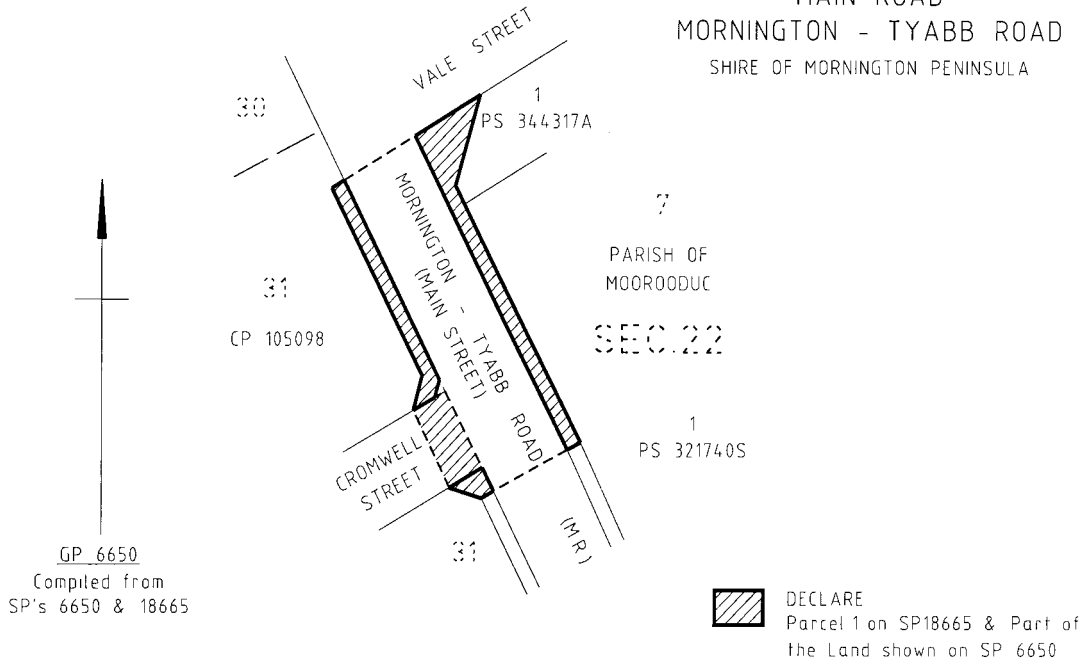 MAIN ROAD
MORNINGTON - TYABB ROAD
SHIRE OF MORNINGTON PENINSULA
VALE STREET
30
1
PS 344317A
MORNINGTON - TYABB ROAD
(MAIN STREET)
7
PARISH OF
MOOROODUC
SEC.22
31
CP 105098
1
PS 321740S
CROMWELL
STREET
(MR)
31
GP 6650
Compiled from
SP's 6650 & 18665
DECLARE
Parcel 1 on SP18665 & Part of
the Land shown on SP 6650